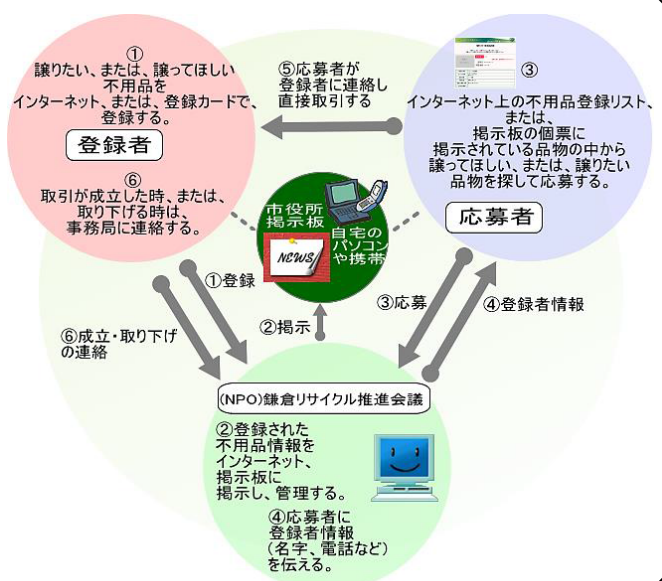 ①
譲りたい、または、譲ってほしい
不用品を
インターネット、または、登録カードで、
登録する。
登録者
⑥
取引が成立した時、または、
取り下げる時は、
事務局に連絡する。
⑤応募者が
登録者に連絡し
直接取引する
③
インターネット上の不用品登録リスト、
または、
掲示板の個票に
掲示されている品物の中から
譲ってほしい、または、譲りたい
品物を探して応募する。
応募者
市役所
掲示板
NEWS
自宅の
パソコン
や携帯
①登録
②掲示
③応募
④登録者情報
⑥成立・取り下げ
の連絡
(NPO)鎌倉リサイクル推進会議
②登録された
不用品情報を
インターネット、
掲示板に
掲示し、管理する。
④応募者に
登録者情報
(名字、電話など)
を伝える。